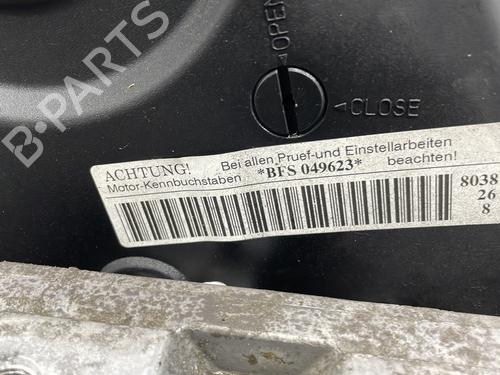 B-PARTS
OPEN
CLOSE
ACHTUNG! Bei allen Pruef-und Einstellarbeiten
Motor-Kennbuchstaben *BFS 049623* beachten!
8038
26
8